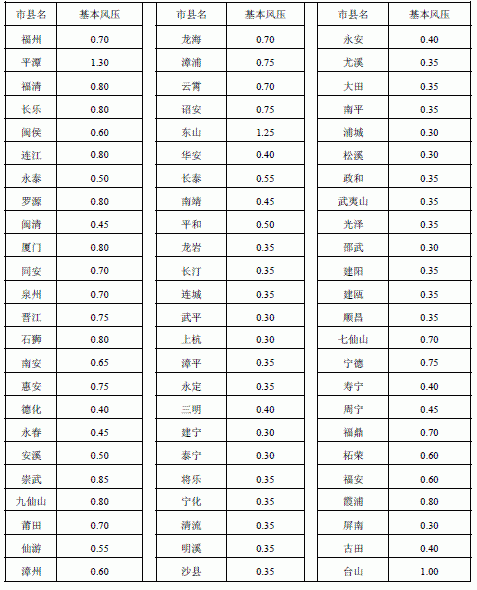 市县名 基本风压 市县名 基本风压 市县名 基本风压
福州 0.70 龙海 0.70 永安 0.40
平潭 1.30 漳浦 0.75 尤溪 0.35
福清 0.80 云霄 0.70 大田 0.35
长乐 0.80 诏安 0.75 南平 0.35
闽侯 0.60 东山 1.25 浦城 0.30
连江 0.80 华安 0.40 松溪 0.30
永泰 0.50 长泰 0.55 政和 0.35
罗源 0.80 南靖 0.45 武夷山 0.35
闽清 0.45 平和 0.50 光泽 0.35
厦门 0.80 龙岩 0.35 邵武 0.30
同安 0.70 长汀 0.35 建阳 0.35
泉州 0.70 连城 0.35 建瓯 0.35
晋江 0.75 武平 0.30 顺昌 0.35
石狮 0.80 上杭 0.30 七仙山 0.70
南安 0.65 漳平 0.35 宁德 0.75
惠安 0.75 永定 0.35 寿宁 0.40
德化 0.40 三明 0.40 周宁 0.45
永春 0.45 建宁 0.30 福鼎 0.70
安溪 0.50 泰宁 0.30 柘荣 0.60
崇武 0.85 将乐 0.35 福安 0.60
九仙山 0.80 宁化 0.35 霞浦 0.80
莆田 0.70 清流 0.35 屏南 0.30
仙游 0.55 明溪 0.35 古田 0.40
漳州 0.60 沙县 0.35 台山 1.00